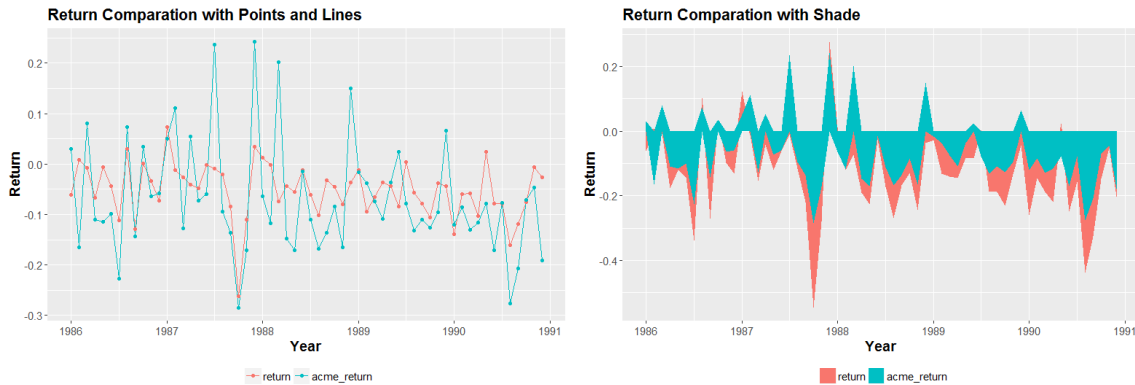 Return Comparation with Points and Lines
0.2
0.1
0.0
-0.1
-0.2
-0.3
Return
1986 1987 1988 1989 1990 1991
Year
return acme_return
Return Comparation with Shade
0.2
0.0
-0.2
-0.4
Return
1986 1987 1988 1989 1990 1991
Year
return acme_return